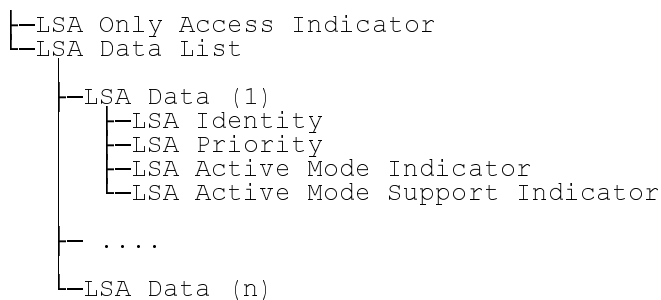 LSA Only Access Indicator
LSA Data List
LSA Data (1)
LSA Identity
LSA Priority
LSA Active Mode Indicator
LSA Active Mode Support Indicator
....
LSA Data (n)